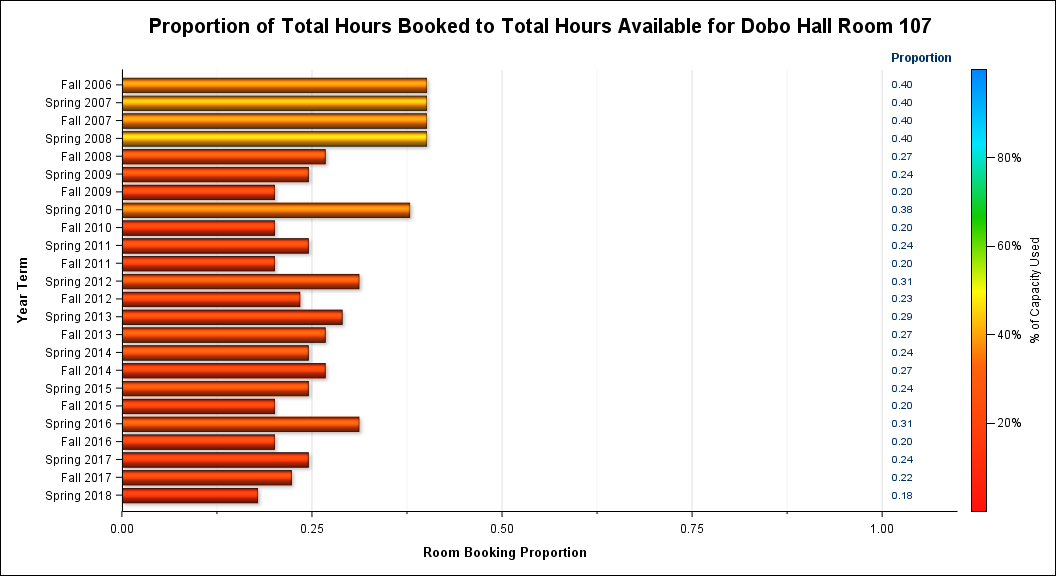 Proportion of Total Hours Booked to Total Hours Available for Dobo Hall Room 107
Proportion
Fall 2006 0.40
Spring 2007 0.40
Fall 2007 0.40
Spring 2008 0.40
Fall 2008 0.27
Spring 2009 0.24
Fall 2009 0.20
Spring 2010 0.38
Fall 2010 0.20
Spring 2011 0.24
Fall 2011 0.20
Spring 2012 0.31
Fall 2012 0.23
Spring 2013 0.29
Fall 2013 0.27
Spring 2014 0.24
Fall 2014 0.27
Spring 2015 0.24
Fall 2015 0.20
Spring 2016 0.31
Fall 2016 0.20
Spring 2017 0.24
Fall 2017 0.22
Spring 2018 0.18
Year Term
0.00 0.25 0.50 0.75 1.00
Room Booking Proportion
80%
60%
40%
20%
% of Capacity Used